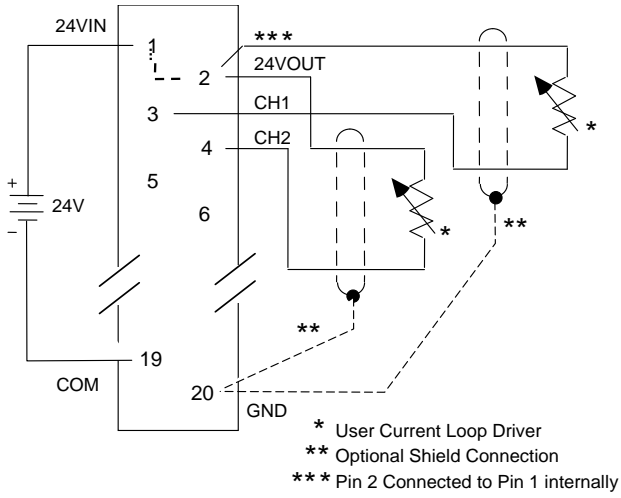 24VIN
1
***
2
24VOUT
3
CH1
*
4
CH2
5
+
24V
6
−
*
**
**
19
COM
20
GND
* User Current Loop Driver
** Optional Shield Connection
*** Pin 2 Connected to Pin 1 internally